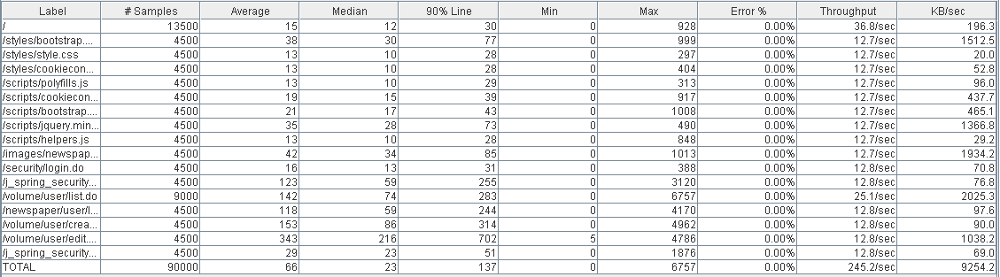 Label # Samples Average Median 90% Line Min Max Error % Throughput KB/sec
/ 13500 15 12 30 0 928 0.00% 36.8/sec 196.3
/styles/bootstrap.... 4500 38 30 77 0 999 0.00% 12.7/sec 1512.5
/styles/style.css 4500 13 10 28 0 297 0.00% 12.7/sec 20.0
/styles/cookiecon... 4500 13 10 28 0 404 0.00% 12.7/sec 52.8
/scripts/polyfills.js 4500 13 10 29 0 313 0.00% 12.7/sec 96.0
/scripts/cookiecon... 4500 19 15 39 0 917 0.00% 12.7/sec 437.7
/scripts/bootstrap.... 4500 21 17 43 0 1008 0.00% 12.7/sec 465.1
/scripts/jquery.min... 4500 35 28 73 0 490 0.00% 12.7/sec 1366.8
/scripts/helpers.js 4500 13 10 28 0 848 0.00% 12.7/sec 29.2
/images/newspap... 4500 42 34 85 0 1013 0.00% 12.7/sec 1934.2
/security/login.do 4500 16 13 31 0 388 0.00% 12.8/sec 70.8
/j_spring_security... 4500 123 59 255 0 3120 0.00% 12.8/sec 76.8
/volume/user/list.do 9000 142 74 283 0 6757 0.00% 25.1/sec 2025.3
/newspaper/user/l... 4500 118 59 244 0 4170 0.00% 12.8/sec 97.6
/volume/user/crea... 4500 153 86 314 0 4962 0.00% 12.8/sec 90.0
/volume/user/edit.... 4500 343 216 702 5 4786 0.00% 12.8/sec 1038.2
/j_spring_security... 4500 29 23 51 0 1876 0.00% 12.8/sec 69.0
TOTAL 90000 66 23 137 0 6757 0.00% 245.2/sec 9254.2